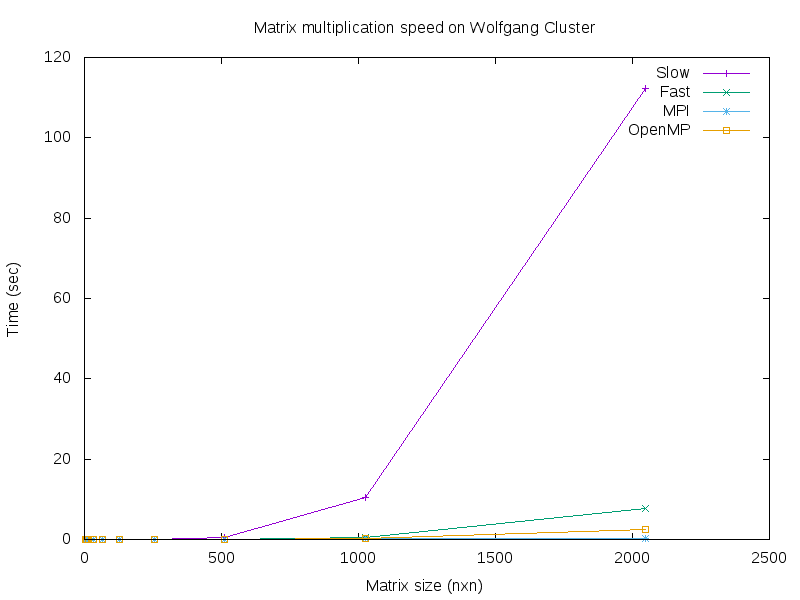 Matrix multiplication speed on Wolfgang Cluster
120
100
80
60
40
20
0
Time (sec)
Slow
Fast
MPI
OpenMP
0 500 1000 1500 2000 2500
Matrix size (nxn)